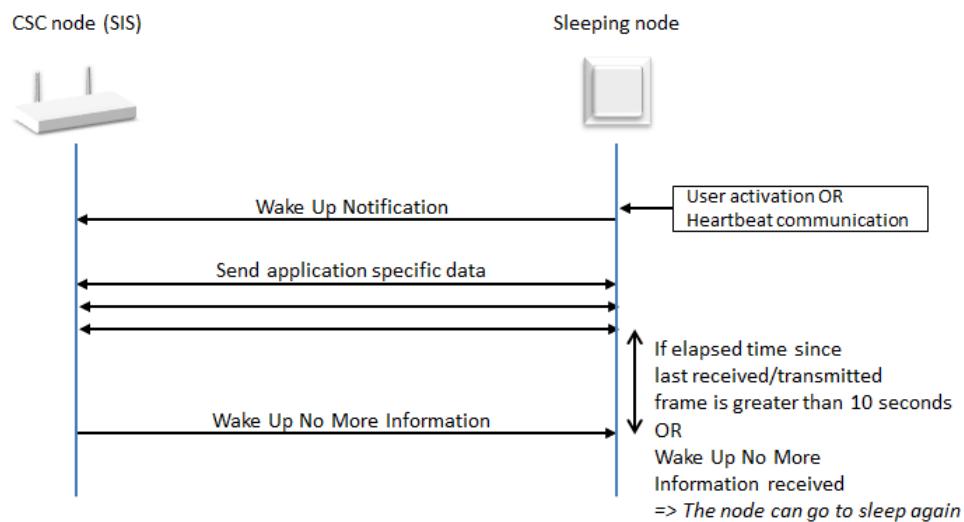 CSC node (SIS)
Sleeping node
User activation OR
Heartbeat communication
Wake Up Notification
Send application specific data
If elapsed time since
last received/transmitted
frame is greater than 10 seconds
OR
Wake Up No More
Information received
=> The node can go to sleep again
Wake Up No More Information